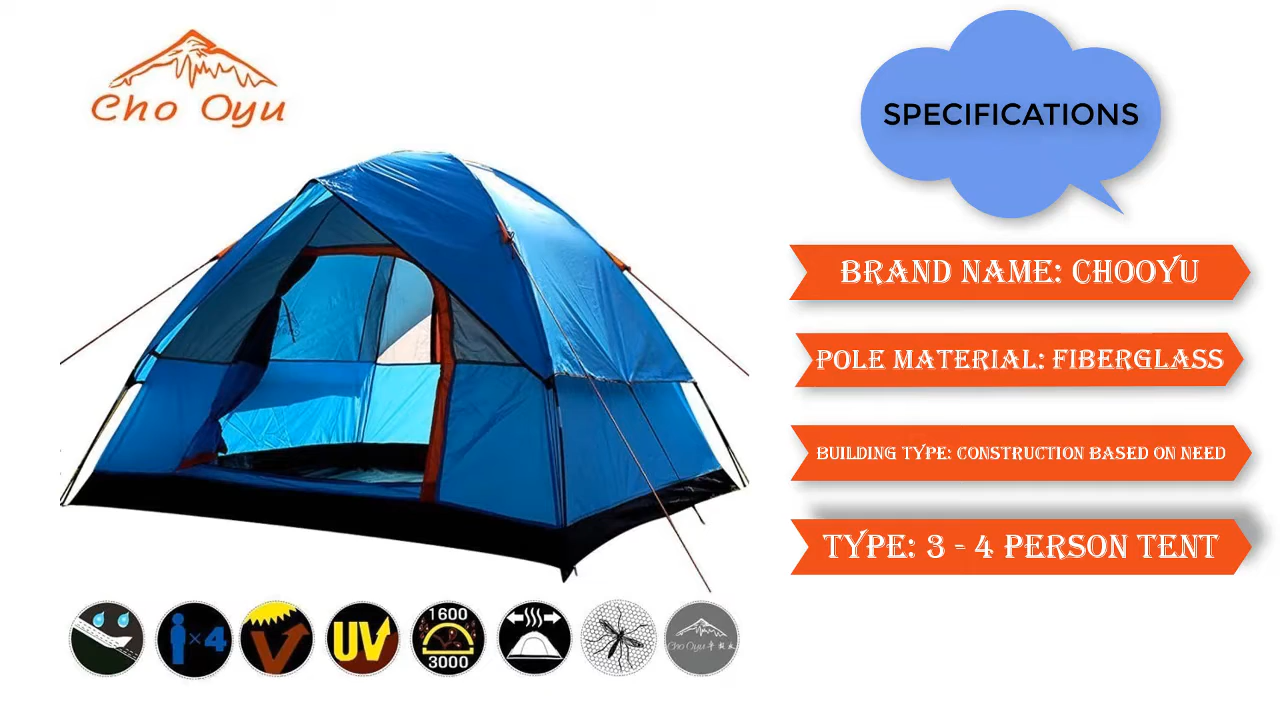 Cho Oyu
SPECIFICATIONS
BRAND NAME: CHOOYU
POLE MATERIAL: FIBERGLASS
BUILDING TYPE: CONSTRUCTION BASED ON NEED
TYPE: 3 - 4 PERSON TENT
×4
UV
1600
3000
Cho Oyu